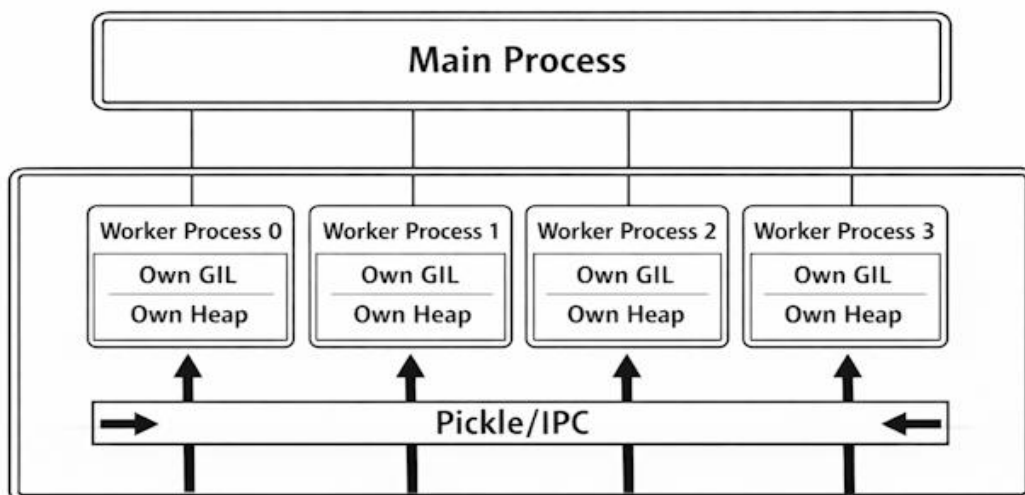 Main Process
Worker Process 0
Own GIL
Own Heap
Worker Process 1
Own GIL
Own Heap
Worker Process 2
Own GIL
Own Heap
Worker Process 3
Own GIL
Own Heap
Pickle/IPC